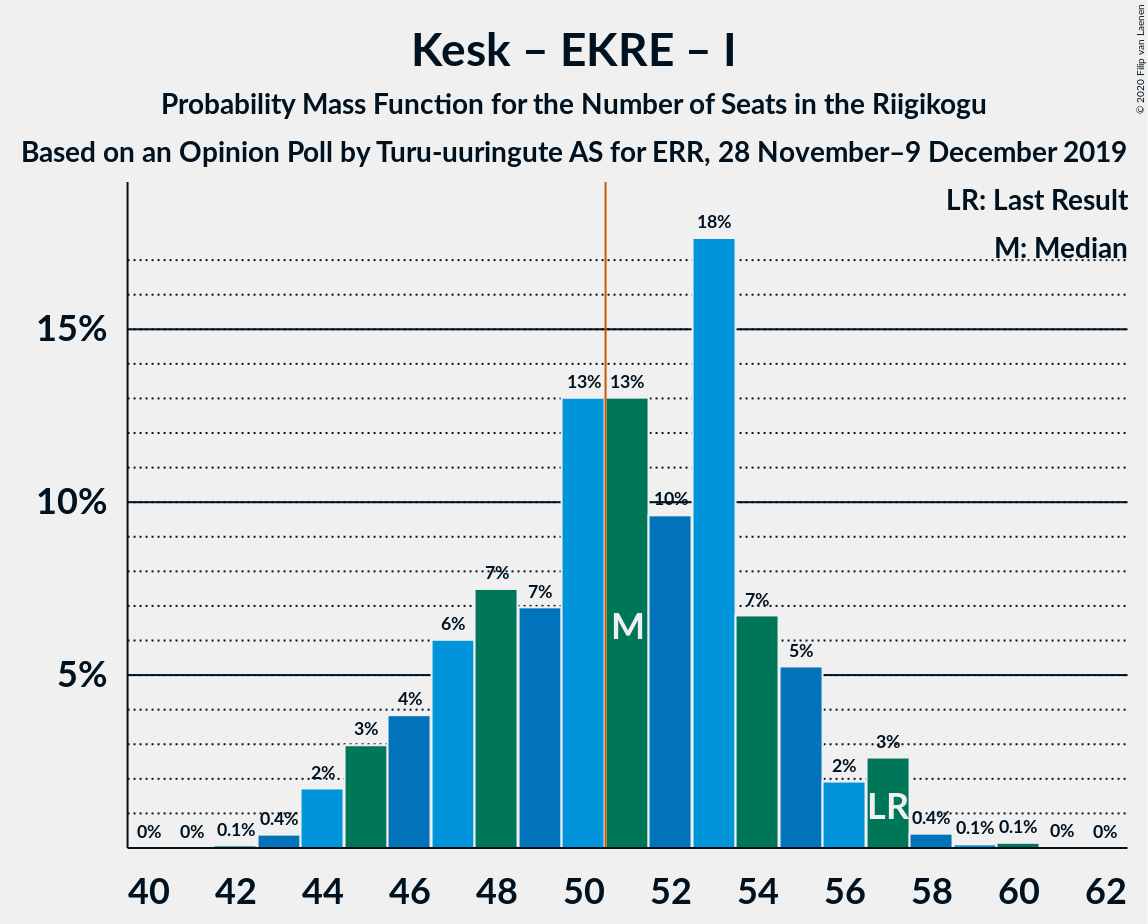 Kesk – EKRE – I
Probability Mass Function for the Number of Seats in the Riigikogu
Based on an Opinion Poll by Turu-uuringute AS for ERR, 28 November–9 December 2019
© 2020 Filip van Laenen
LR: Last Result
M: Median
15%
10%
5%
0% 0% 0.1% 0.4% 2% 3% 4% 6% 7% 7% 13% 13% 10% 18% 7% 5% 2% 3% 0.4% 0.1% 0.1% 0% 0%
M
LR
40 42 44 46 48 50 52 54 56 58 60 62